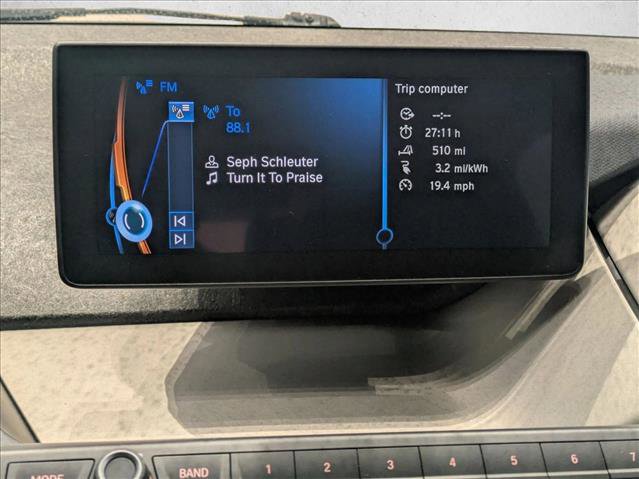 FM
To
88.1
Seph Schleuter
Turn It To Praise
Trip computer
--:--
27:11 h
510 mi
3.2 mi/kWh
19.4 mph
MODE
BAND
1
2
3
4
5
6
7